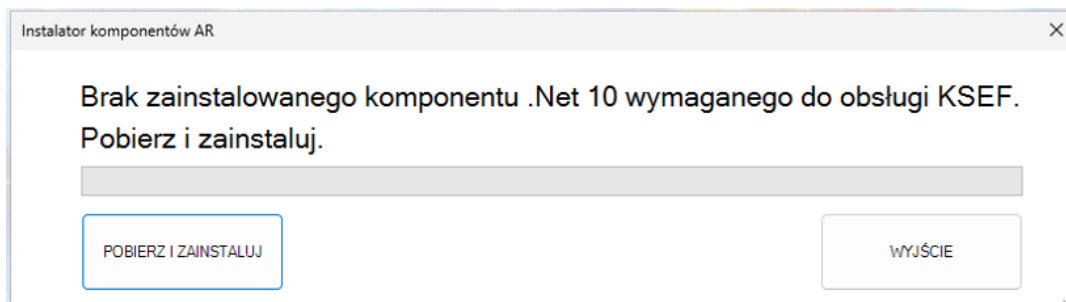 Instalator komponentów AR
Brak zainstalowanego komponentu .Net 10 wymaganego do obsługi KSEF.
Pobierz i zainstaluj.
POBIERZ I ZAINSTALUJ
WYJŚCIE